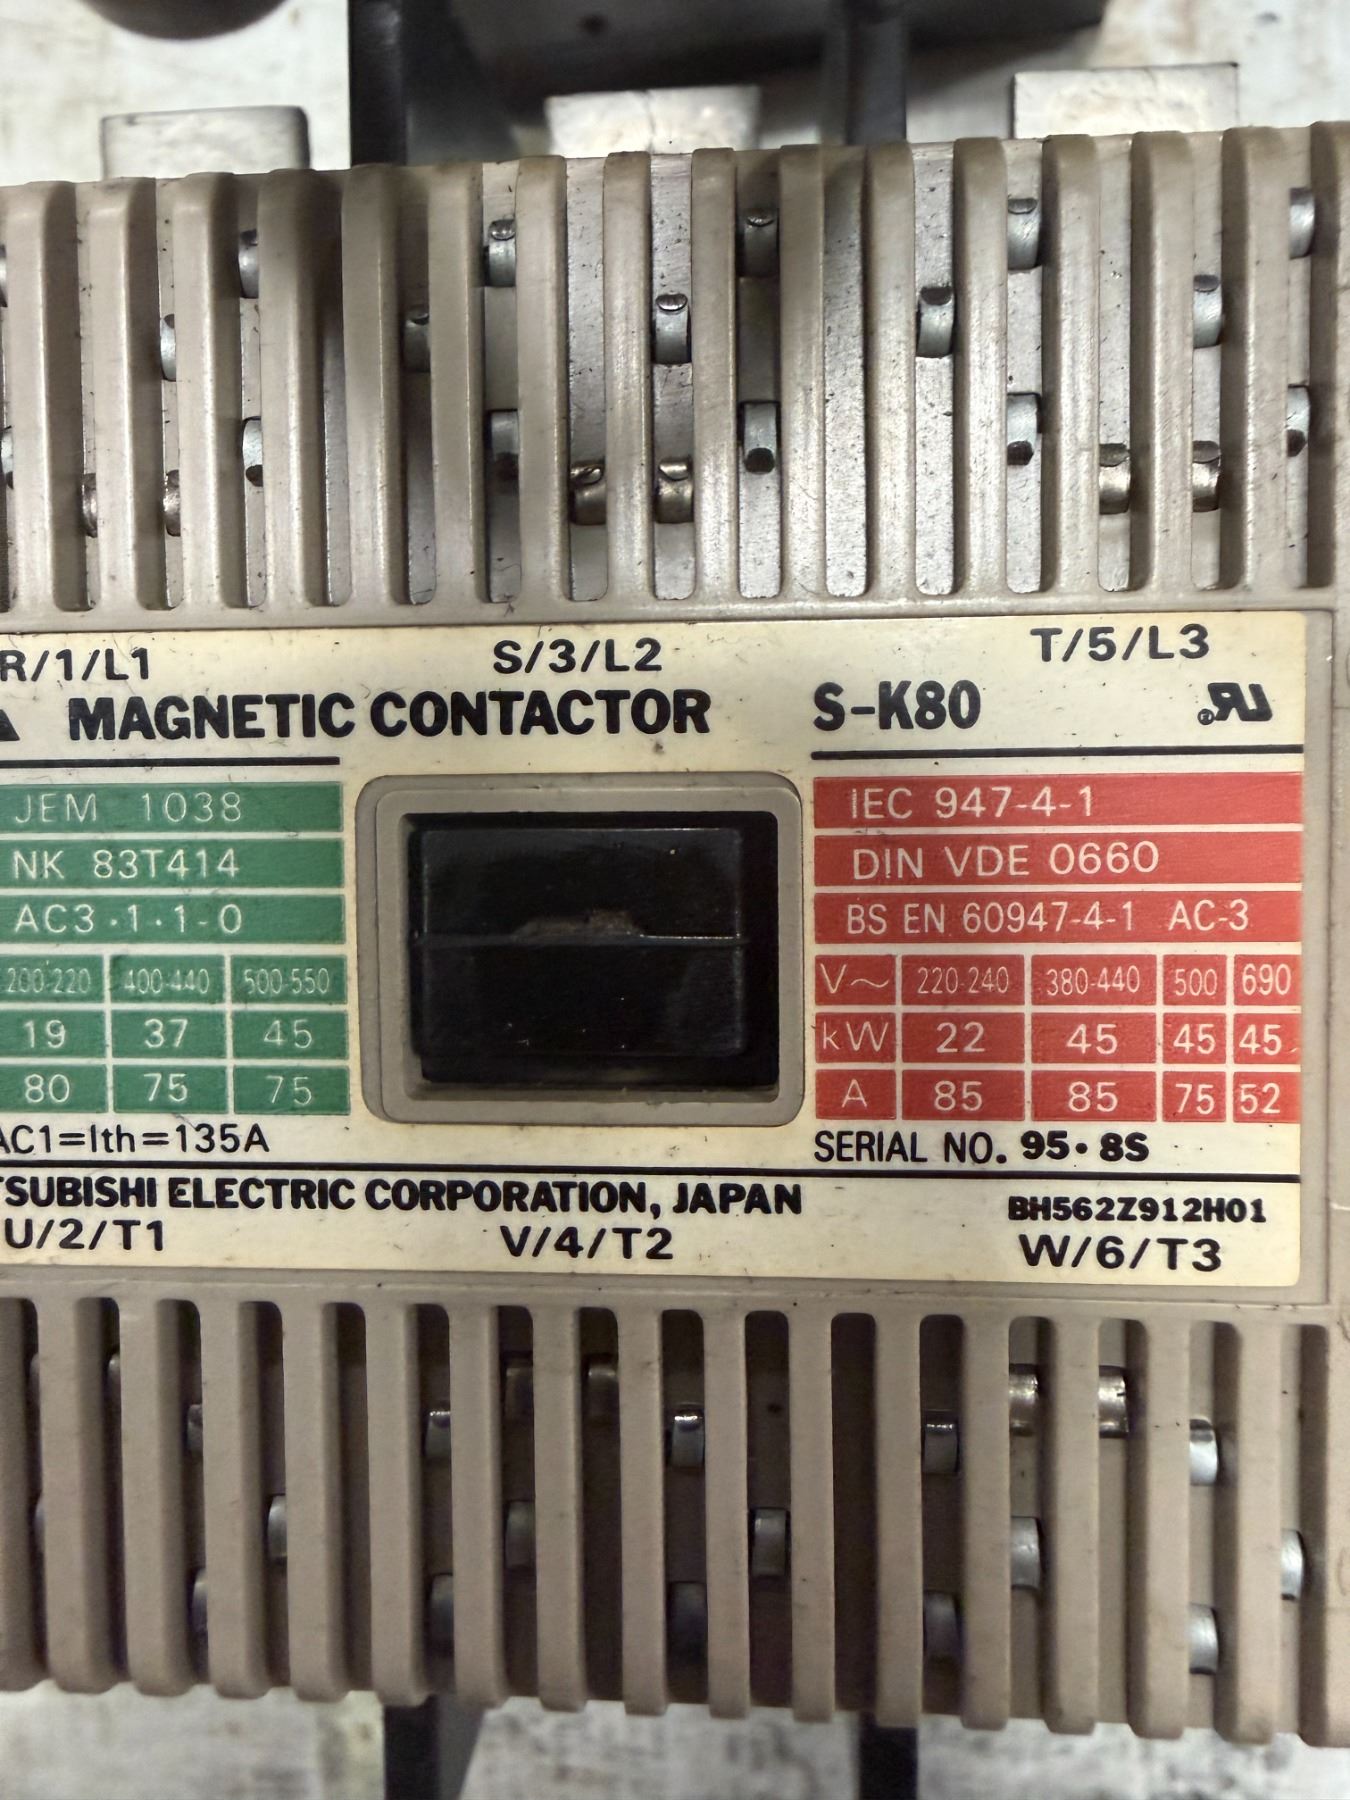 R/1/L1 S/3/L2 T/5/L3
MAGNETIC CONTACTOR S-K80
JEM 1038
NK 83T414
AC3·1·1-0
200-220 400-440 500-550
19 37 45
80 75 75
AC1=Ith=135A
IEC 947-4-1
DIN VDE 0660
BS EN 60947-4-1 AC-3
V~ 220-240 380-440 500 690
kW 22 45 45 45
A 85 85 75 52
SERIAL NO. 95·8S
TSUBISHI ELECTRIC CORPORATION, JAPAN BH562Z912H01
U/2/T1 V/4/T2 W/6/T3